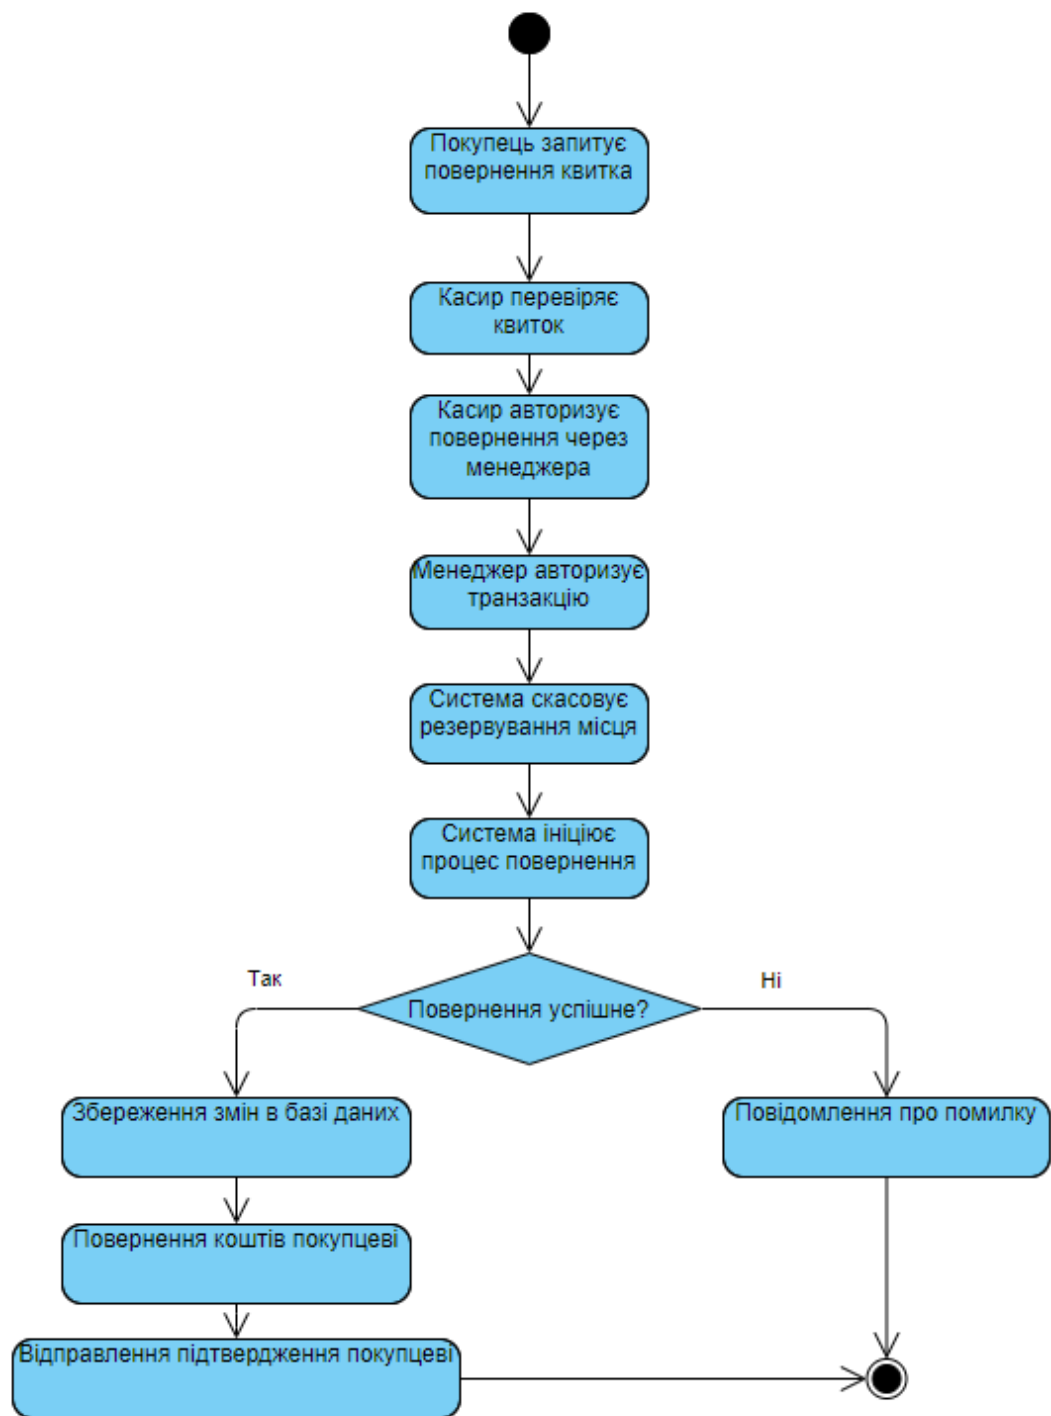 Покупець запитує
повернення квитка
Касир перевіряє
квиток
Касир авторизує
повернення через
менеджера
Менеджер авторизує
транзакцію
Система скасовує
резервування місця
Система ініціює
процес повернення
Так
Ні
Повернення успішне?
Збереження змін в базі даних
Повідомлення про помилку
Повернення коштів покупцеві
Відправлення підтвердження покупцеві